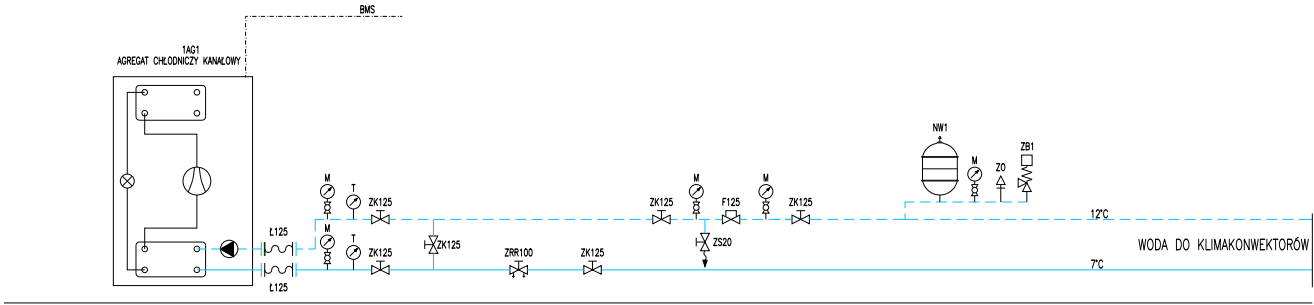 BMS
1AG1
AGREGAT CHŁODNICZY KANAŁOWY
NW1
M
ZO
ZB1
M
T
ZK125
ZK125
M
F125
M
ZK125
12°C
Ł125
M
T
ZK125
ZK125
ZRR100
ZK125
ZS20
WODA DO KLIMAKONWEKTORÓW
7°C
Ł125